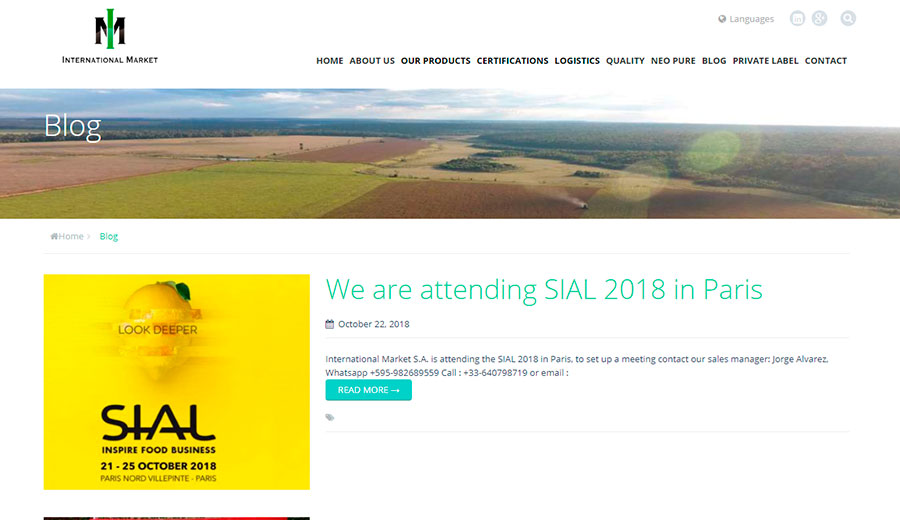 IM
INTERNATIONAL MARKET
Languages
HOME ABOUT US OUR PRODUCTS CERTIFICATIONS LOGISTICS QUALITY NEO PURE BLOG PRIVATE LABEL CONTACT
Blog
Home > Blog
LOOK DEEPER
SIAL
INSPIRE FOOD BUSINESS
21 - 25 OCTOBER 2018
PARIS NORD VILLEPINTE - PARIS
We are attending SIAL 2018 in Paris
October 22, 2018
International Market S.A. is attending the SIAL 2018 in Paris, to set up a meeting contact our sales manager: Jorge Alvarez,
Whatsapp +595-982689559 Call : +33-640798719 or email :
READ MORE →